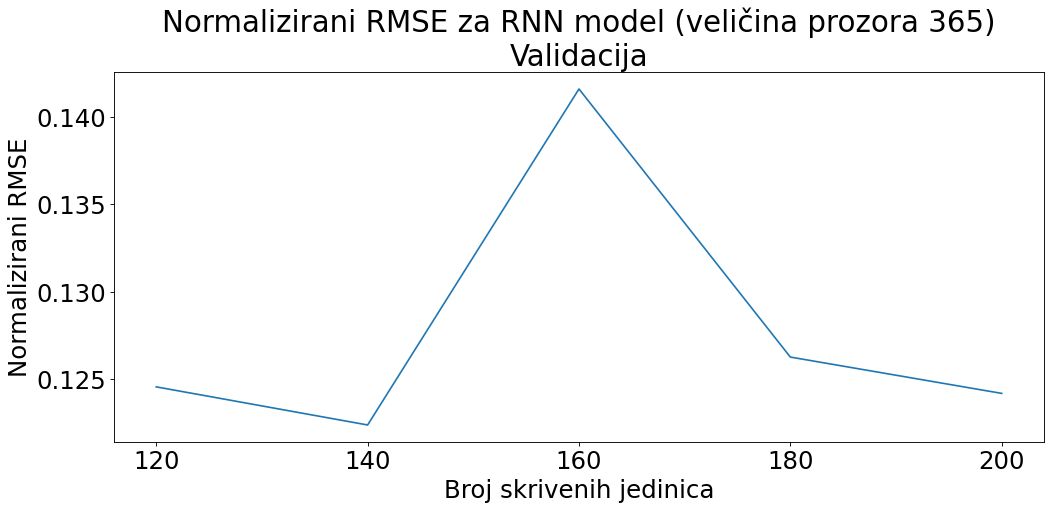 Normalizirani RMSE za RNN model (veličina prozora 365)
Validacija
Normalizirani RMSE
0.140
0.135
0.130
0.125
120 140 160 180 200
Broj skrivenih jedinica